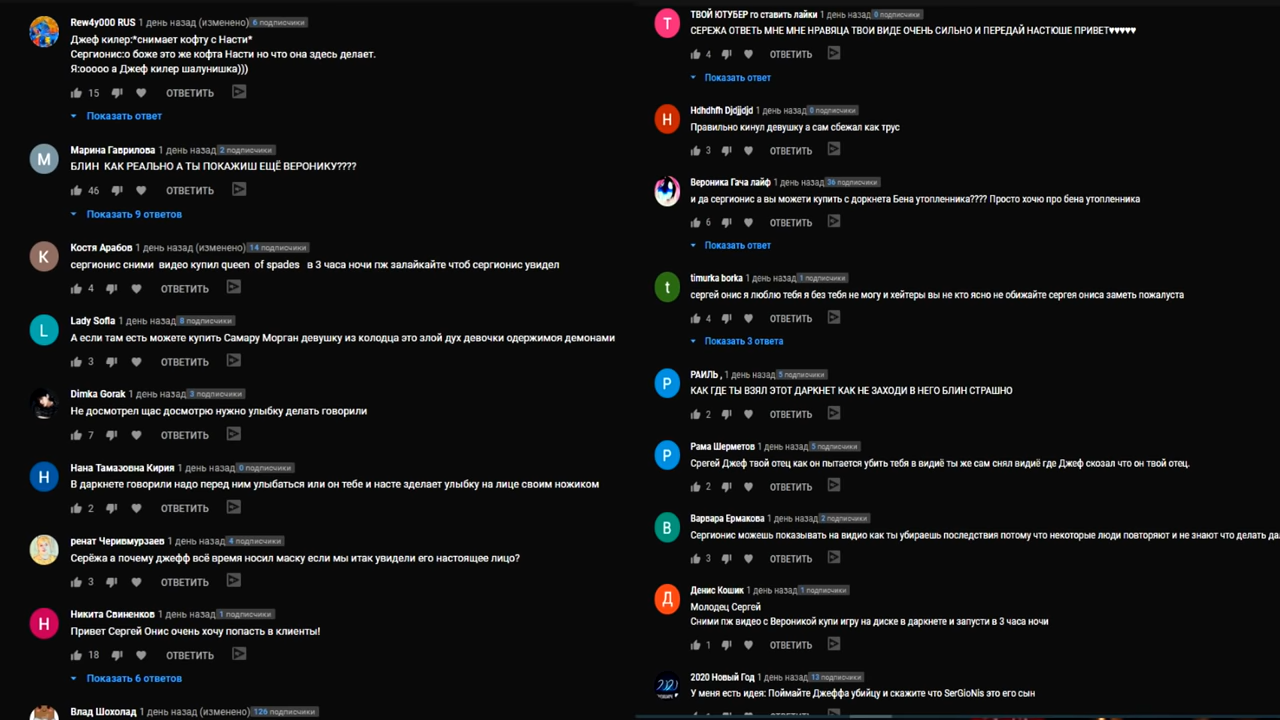 Rew4y000 RUS 1 день назад (изменено) 6 подписчики
Джеф килер:*снимает кофту с Насти*
Сергионис:о боже это же кофта Насти но что она здесь делает.
Я:ооооо а Джеф килер шалунишка)))
15 ОТВЕТИТЬ
Показать ответ
М
Марина Гаврилова 1 день назад 2 подписчики
БЛИН КАК РЕАЛЬНО А ТЫ ПОКАЖИШ ЕЩЁ ВЕРОНИКУ????
46 ОТВЕТИТЬ
Показать 9 ответов
К
Костя Арабов 1 день назад (изменено) 14 подписчики
сергионис сними видео купил queen of spades в 3 часа ночи пж залайкайте чтоб сергионис увидел
4 ОТВЕТИТЬ
L
Lady Sofia 1 день назад 8 подписчики
А если там есть можете купить Самару Морган девушку из колодца это злой дух девочки одержимоя демонами
3 ОТВЕТИТЬ
Dimka Gorak 1 день назад 3 подписчики
Не досмотрел щас досмотрю нужно улыбку делать говорили
7 ОТВЕТИТЬ
Н
Нана Тамазовна Кирия 1 день назад 0 подписчики
В даркнете говорили надо перед ним улыбаться или он тебе и насте зделает улыбку на лице своим ножиком
2 ОТВЕТИТЬ
ренат Черивмурзаев 1 день назад 4 подписчики
Серёжа а почему джефф всё время носил маску если мы итак увидели его настоящее лицо?
3 ОТВЕТИТЬ
Н
Никита Свиненков 1 день назад 1 подписчики
Привет Сергей Онис очень хочу попасть в клиенты!
18 ОТВЕТИТЬ
Показать 6 ответов
Влад Шохолад 1 день назад (изменено) 126 подписчики
Т
ТВОЙ ЮТУБЕР го ставить лайки 1 день назад 0 подписчики
СЕРЕЖА ОТВЕТЬ МНЕ МНЕ НРАВЯЦА ТВОИ ВИДЕ ОЧЕНЬ СИЛЬНО И ПЕРЕДАЙ НАСТЮШЕ ПРИВЕТ♥♥♥♥♥
4 ОТВЕТИТЬ
Показать ответ
H
Hdhdhfh Djdjjdjd 1 день назад 0 подписчики
Правильно кинул девушку а сам сбежал как трус
3 ОТВЕТИТЬ
Вероника Гача лайф 1 день назад 36 подписчики
и да сергионис а вы можети купить с доркнета Бена утопленника???? Просто хочю про бена утопленника
6 ОТВЕТИТЬ
Показать ответ
t
timurka borka 1 день назад 1 подписчики
сергей онис я люблю тебя я без тебя не могу и хейтеры вы не кто ясно не обижайте сергея ониса заметь пожалуста
4 ОТВЕТИТЬ
Показать 3 ответа
Р
РАИЛЬ , 1 день назад 5 подписчики
КАК ГДЕ ТЫ ВЗЯЛ ЭТОТ ДАРКНЕТ КАК НЕ ЗАХОДИ В НЕГО БЛИН СТРАШНО
2 ОТВЕТИТЬ
Р
Рама Шерметов 1 день назад 5 подписчики
Срегей Джеф твой отец как он пытается убить тебя в видиё ты же сам снял видиё где Джеф сказал что он твой отец.
2 ОТВЕТИТЬ
В
Варвара Ермакова 1 день назад 2 подписчики
Сергионис можешь показывать на видио как ты убираешь последствия потому что некоторые люди повторяют и не знают что делать да
3 ОТВЕТИТЬ
Д
Денис Кошик 1 день назад 1 подписчики
Молодец Сергей
Сними пж видео с Вероникой купи игру на диске в даркнете и запусти в 3 часа ночи
1 ОТВЕТИТЬ
2020 Новый Год 1 день назад 13 подписчики
У меня есть идея: Поймайте Джеффа убийцу и скажите что SerGioNis это его сын